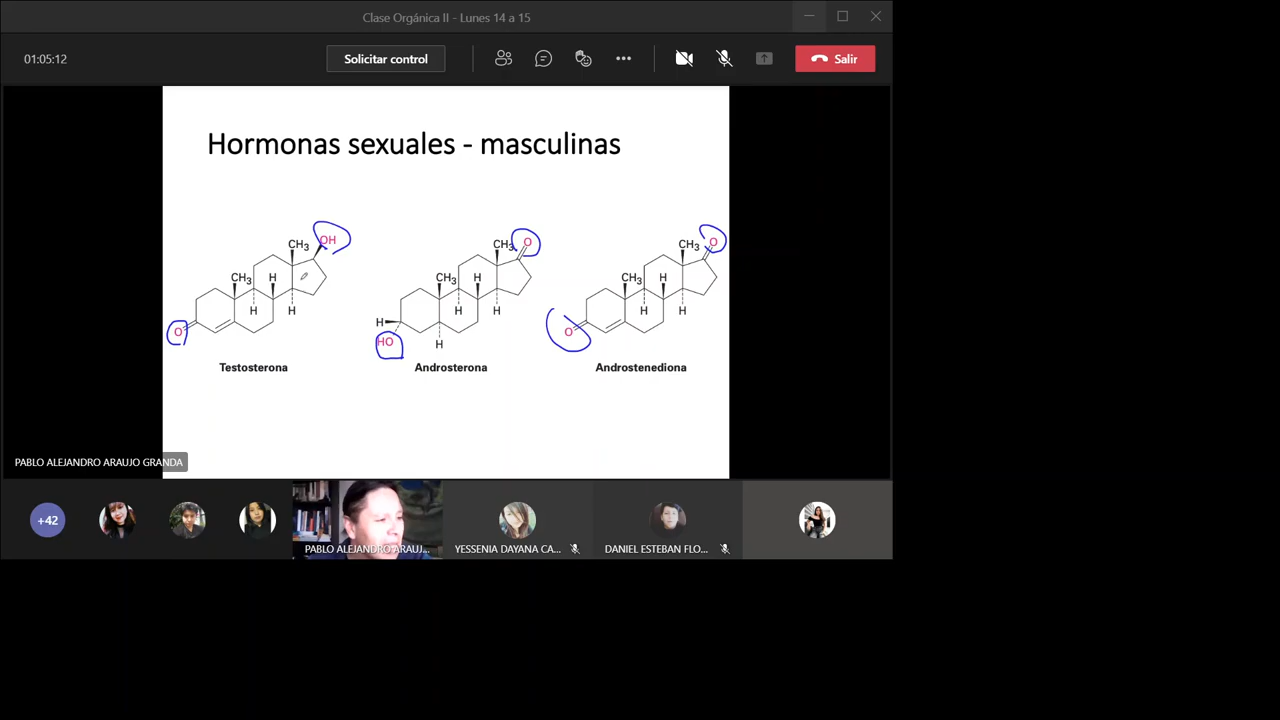 Clase Orgánica II - Lunes 14 a 15
01:05:12
Solicitar control
Salir
Hormonas sexuales - masculinas
CH₃ OH
CH₃ H
H H
O
Testosterona
CH₃ O
CH₃ H
H H
H
HO
H
Androsterona
CH₃ O
CH₃ H
H H
O
Androstenediona
PABLO ALEJANDRO ARAUJO GRANDA
+42
PABLO ALEJANDRO ARAUJ...
YESSENIA DAYANA CA...
DANIEL ESTEBAN FLO...